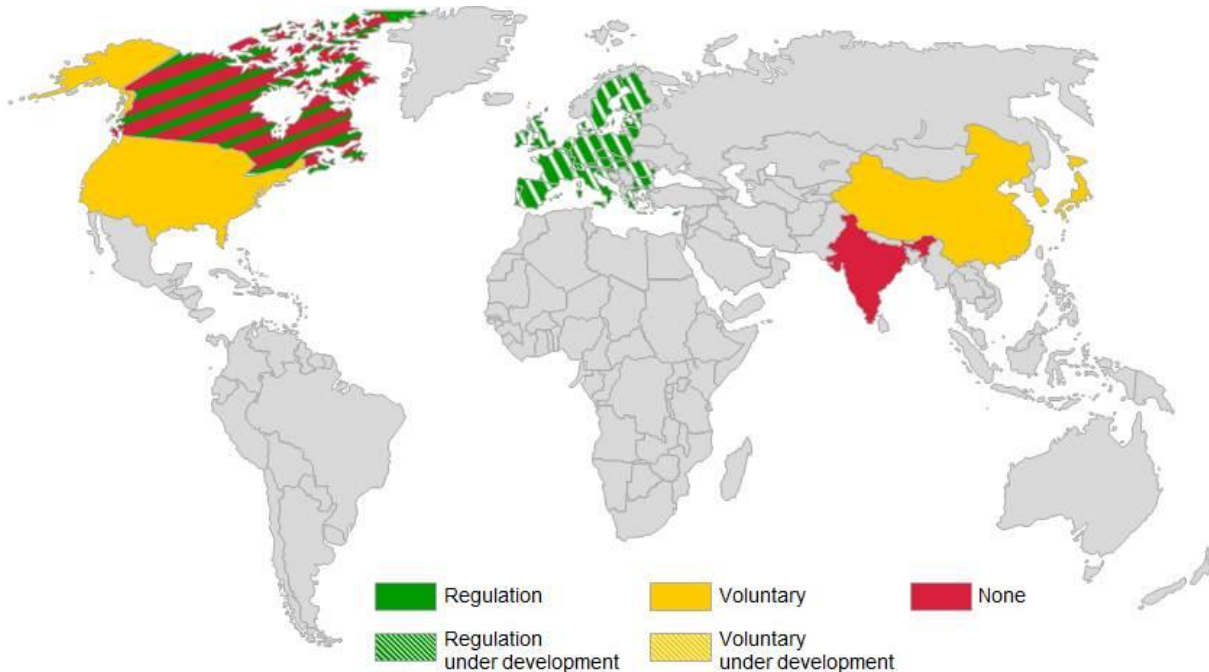 Regulation
Voluntary
None
Regulation
under development
Voluntary
under development